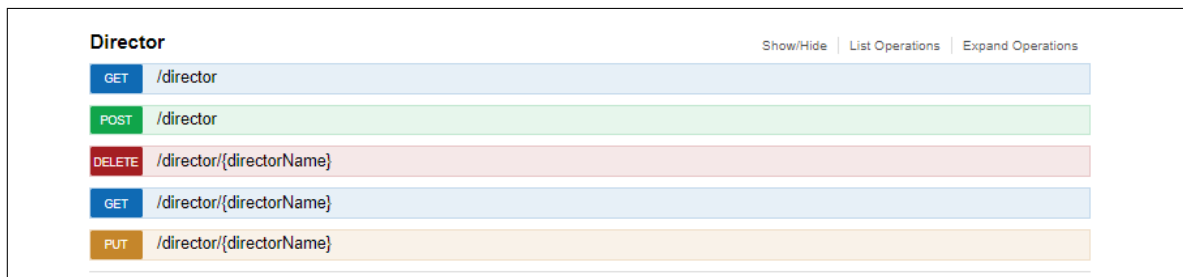 Director
Show/Hide List Operations Expand Operations
GET /director
POST /director
DELETE /director/{directorName}
GET /director/{directorName}
PUT /director/{directorName}